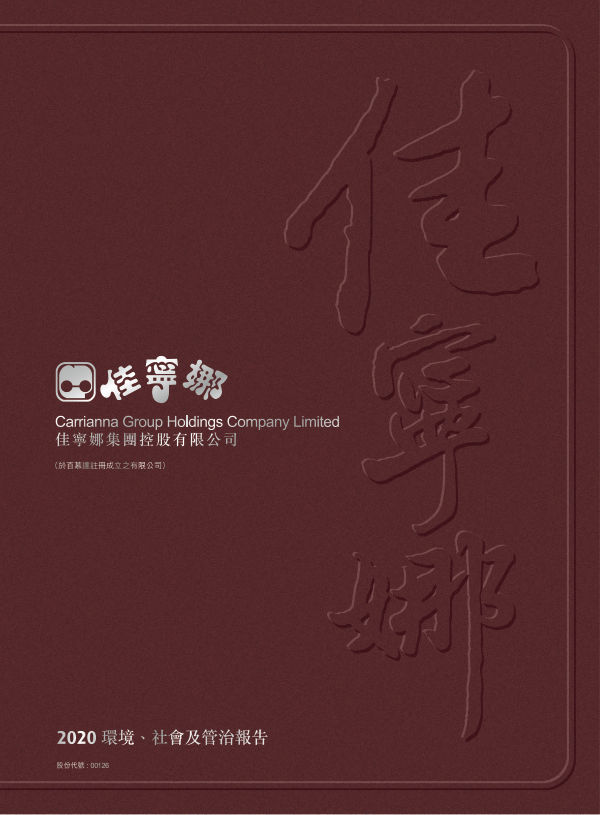 佳寧娜
佳寧娜
Carrianna Group Holdings Company Limited
佳寧娜集團控股有限公司
(於百慕達註冊成立之有限公司)
2020 環境、社會及管治報告
股份代號 : 00126